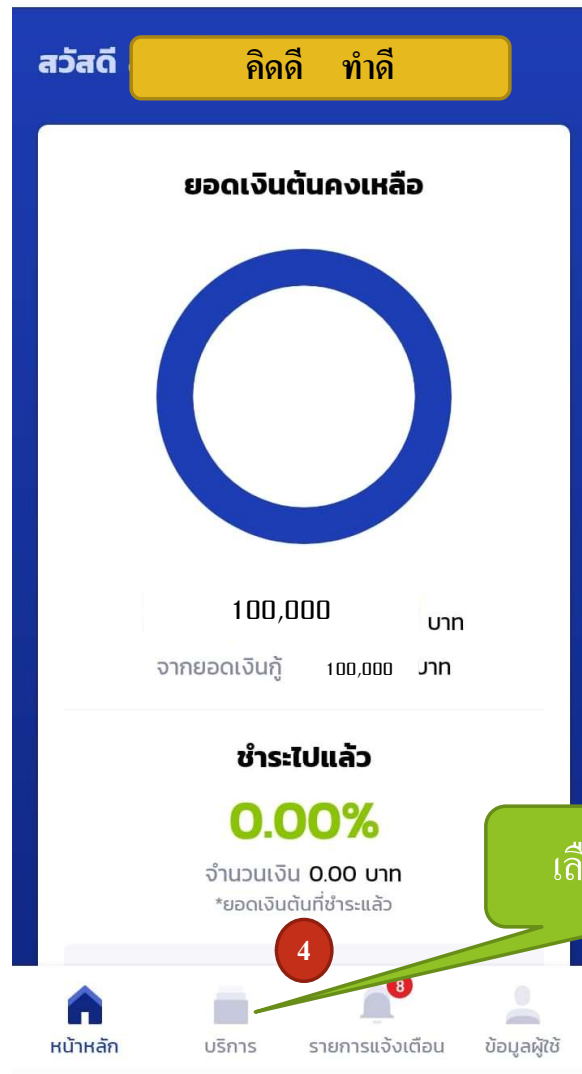 สวัสดี
คิดดี ทำดี
ยอดเงินต้นคงเหลือ
100,000 บาท
จากยอดเงินกู้ 100,000 บาท
ชำระไปแล้ว
0.00%
จำนวนเงิน 0.00 บาท
*ยอดเงินต้นที่ชำระแล้ว
4
8
หน้าหลัก บริการ รายการแจ้งเตือน ข้อมูลผู้ใช้